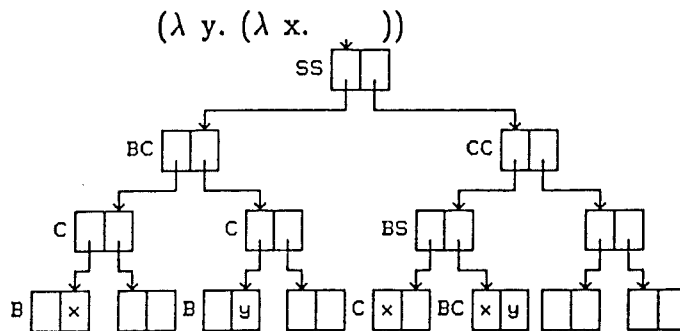 (λ y. (λ x. ))
SS
BC CC
C C BS
B x B y C x BC x y